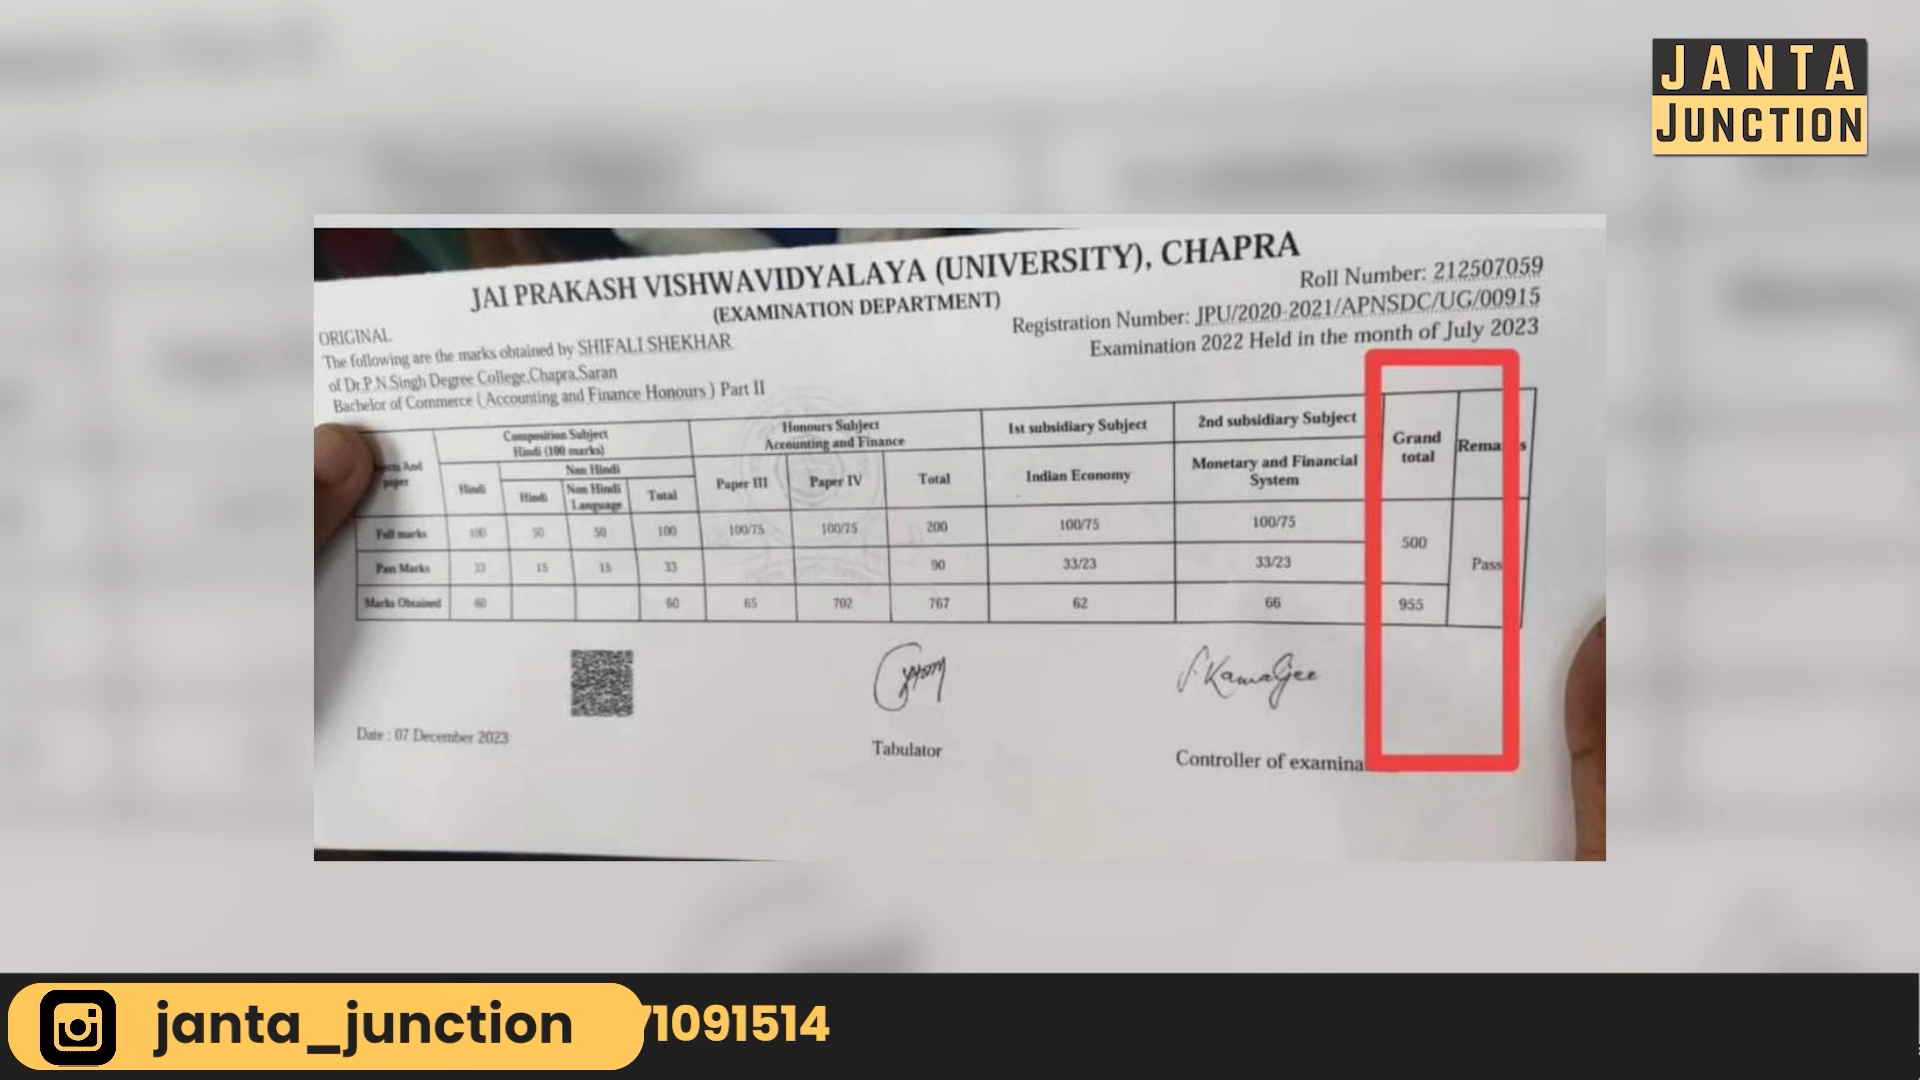 JANTA
JUNCTION
JAI PRAKASH VISHWAVIDYALAYA (UNIVERSITY), CHAPRA
(EXAMINATION DEPARTMENT)
Roll Number: 212507059
ORIGINAL
Registration Number: JPU/2020-2021/APNSDC/UG/00915
The following are the marks obtained by SHIFALI SHEKHAR
Examination 2022 Held in the month of July 2023
of Dr.P.N.Singh Degree College,Chapra,Saran
Bachelor of Commerce ( Accounting and Finance Honours ) Part II
Composition Subject
Hindi (100 marks)
Honours Subject
Accounting and Finance
1st subsidiary Subject
2nd subsidiary Subject
Grand
total
Rema s
And
paper
Hindi
Non Hindi
Hindi
Non Hindi
Language
Total
Paper III
Paper IV
Total
Indian Economy
Monetary and Financial
System
Full marks 100 50 50 100 100/75 100/75 200 100/75 100/75 500
Pass Marks 33 15 15 33 90 33/23 33/23 Pass
Marks Obtained 60 60 65 702 767 62 66 955
S.KamaGee
Date : 07 December 2023
Tabulator
Controller of examina
janta_junction
71091514